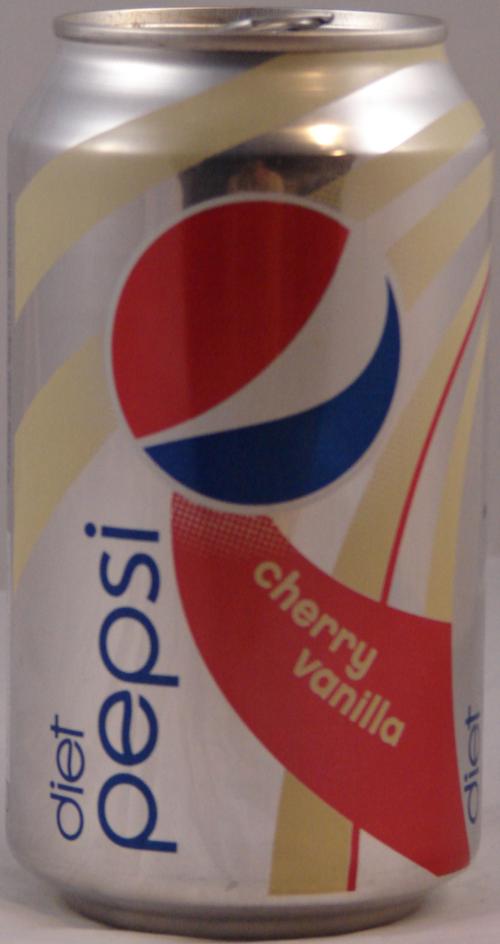 diet
pepsi
cherry
vanilla
diet